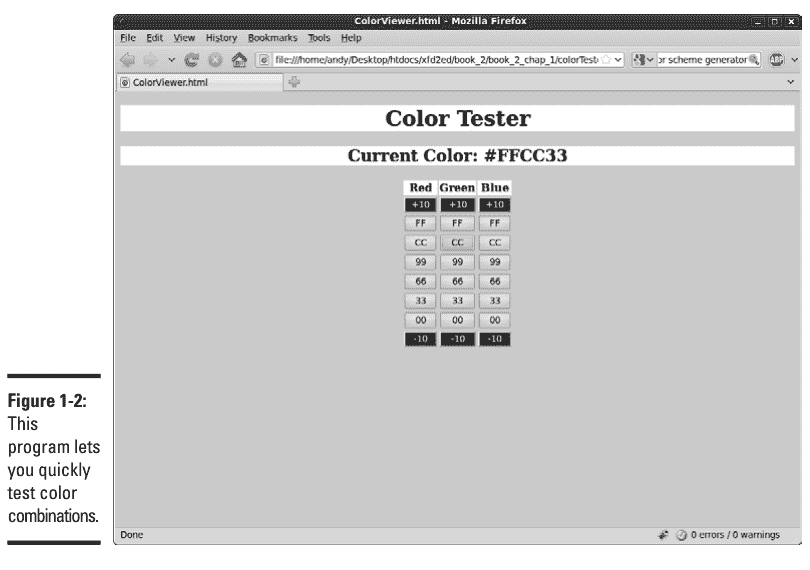 ColorViewer.html - Mozilla Firefox
File Edit View History Bookmarks Tools Help
file:///home/andy/Desktop/htdocs/xfd2ed/book_2/book_2_chap_1/colorTest or scheme generator ABP
ColorViewer.html
Color Tester
Current Color: #FFCC33
Red Green Blue
+10 +10 +10
FF FF FF
CC CC CC
99 99 99
66 66 66
33 33 33
00 00 00
-10 -10 -10
Done 0 errors / 0 warnings
Figure 1-2:
This
program lets
you quickly
test color
combinations.